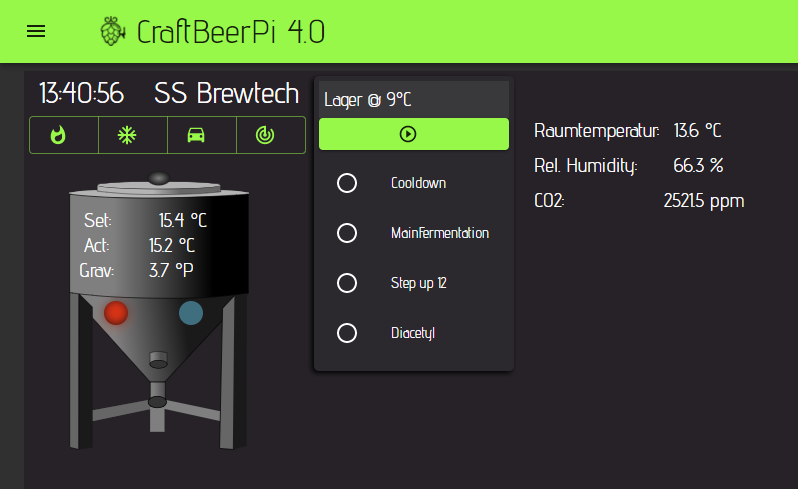 CraftBeerPi 4.0
13:40:56 SS Brewtech
Set: 15.4 °C
Act: 15.2 °C
Grav: 3.7 °P
Lager @ 9°C
Cooldown
MainFermentation
Step up 12
Diacetyl
Raumtemperatur: 13.6 °C
Rel. Humidity: 66.3 %
CO2: 2521.5 ppm